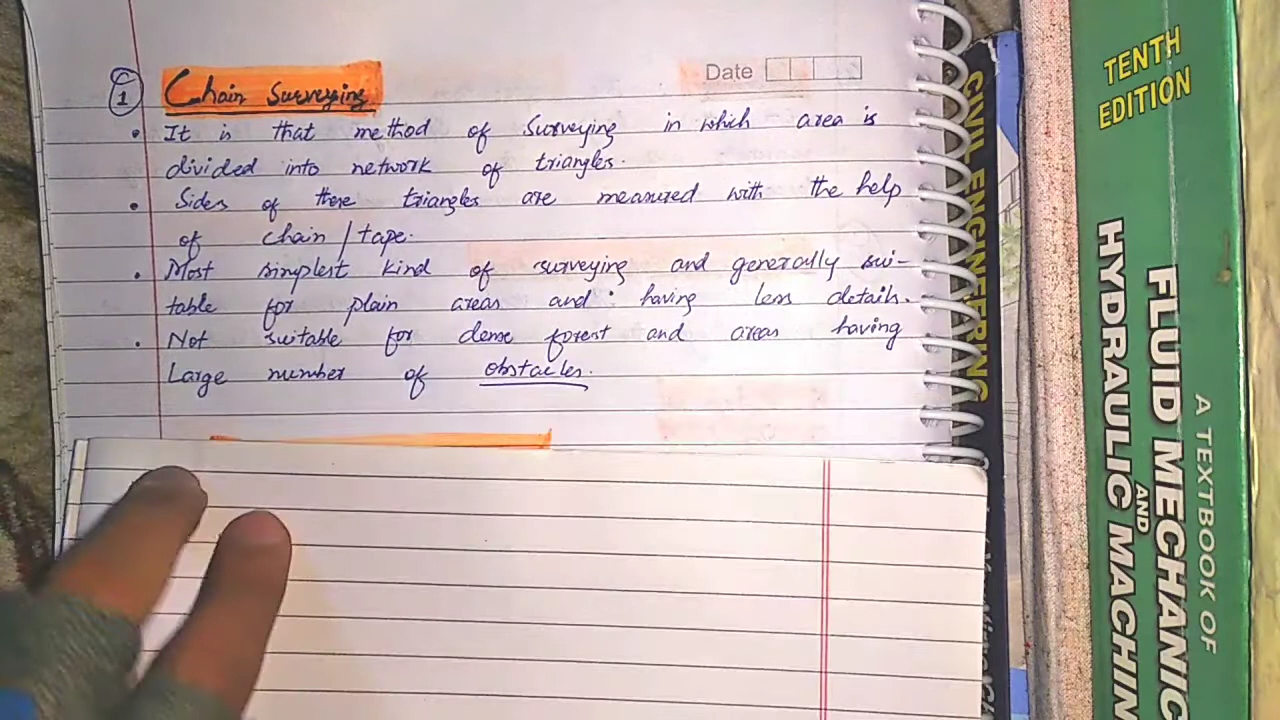 1
Chain Surveying
Date
• It is that method of Surveying in which area is
divided into network of triangles.
• Sides of these triangles are measured with the help
of chain/tape.
• Most simplest kind of surveying and generally sui-
table for plain areas and having less details.
• Not suitable for dense forest and areas having
Large number of obstacles.
CIVIL ENGINEERING
TENTH
EDITION
A TEXTBOOK OF
FLUID MECHANIC
AND
HYDRAULIC MACHIN